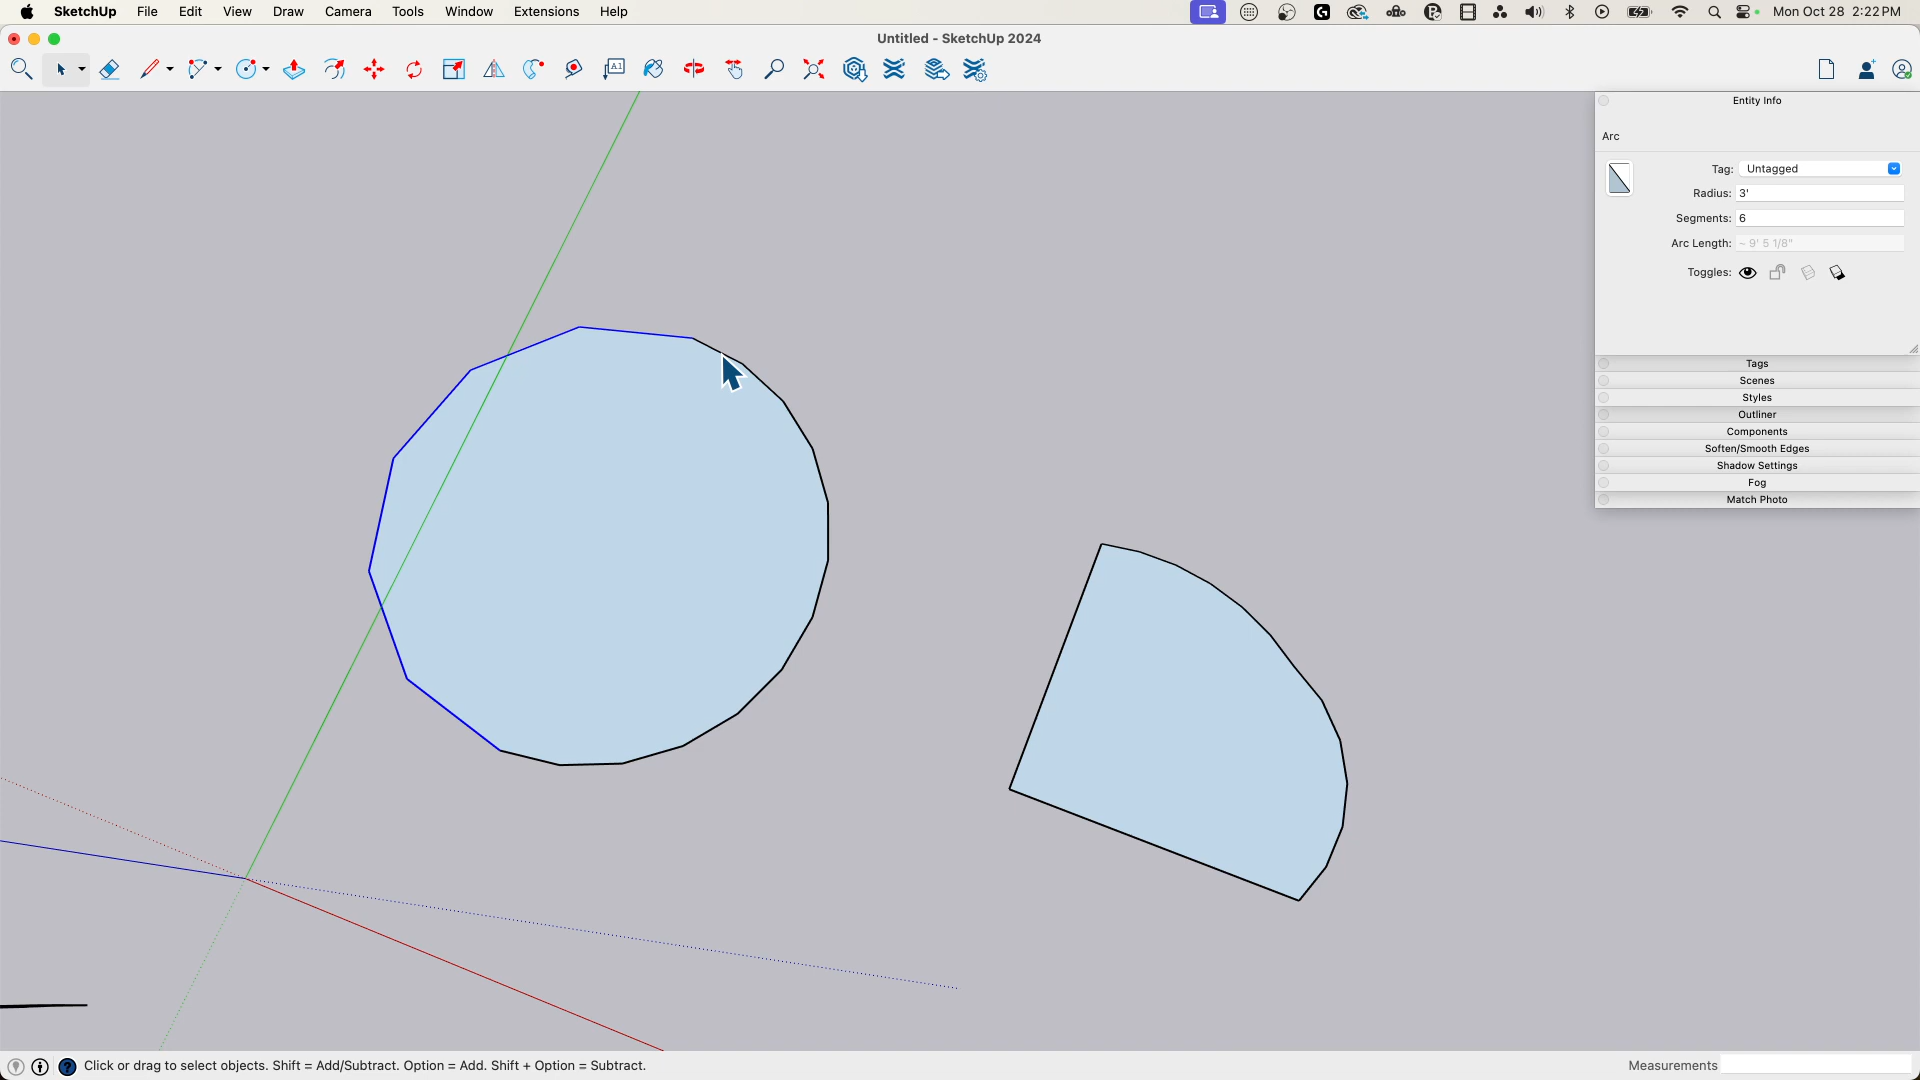 SketchUp File Edit View Draw Camera Tools Window Extensions Help Mon Oct 28 2:22 PM
Untitled - SketchUp 2024
A1
Entity Info
Arc
Tag: Untagged
Radius: 3'
Segments: 6
Arc Length: ~ 9' 5 1/8"
Toggles:
Tags
Scenes
Styles
Outliner
Components
Soften/Smooth Edges
Shadow Settings
Fog
Match Photo
Click or drag to select objects. Shift = Add/Subtract. Option = Add. Shift + Option = Subtract.
Measurements